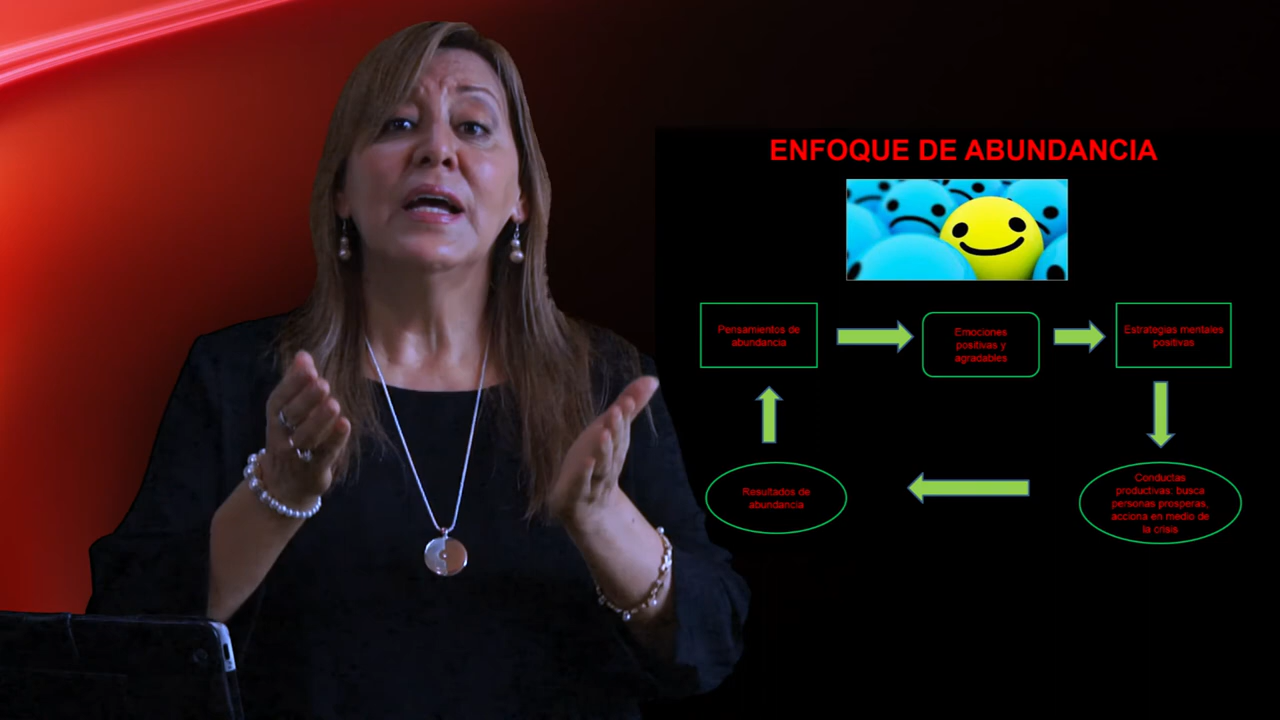 ENFOQUE DE ABUNDANCIA
Pensamientos de
abundancia
Emociones
positivas y
agradables
Estrategias mentales
positivas
Conductas
productivas: busca
personas prosperas,
acciona en medio de
la crisis
Resultados de
abundancia